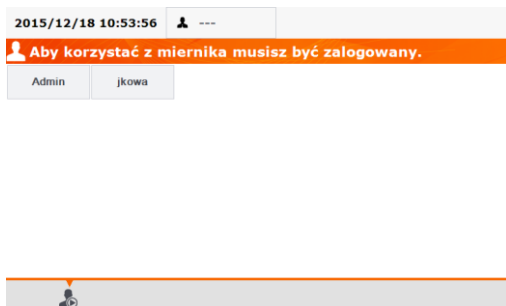 2015/12/18 10:53:56 ---
Aby korzystać z miernika musisz być zalogowany.
Admin jkowa